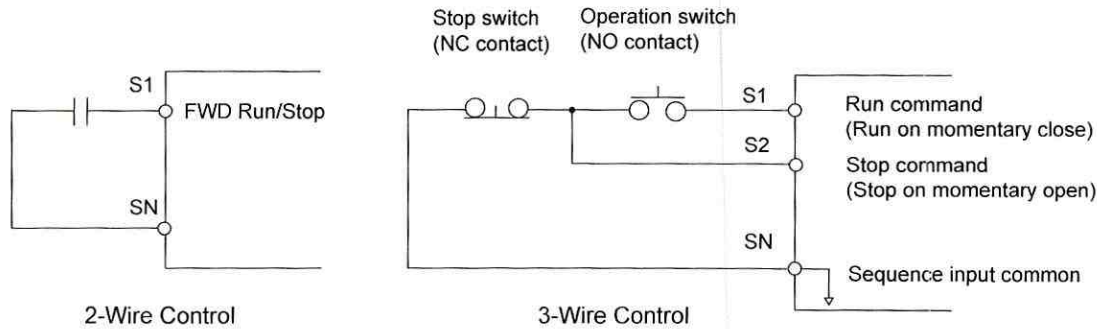 Stop switch
(NC contact)
Operation switch
(NO contact)
S1
FWD Run/Stop
SN
2-Wire Control
S1
Run command
(Run on momentary close)
S2
Stop command
(Stop on momentary open)
SN
Sequence input common
3-Wire Control